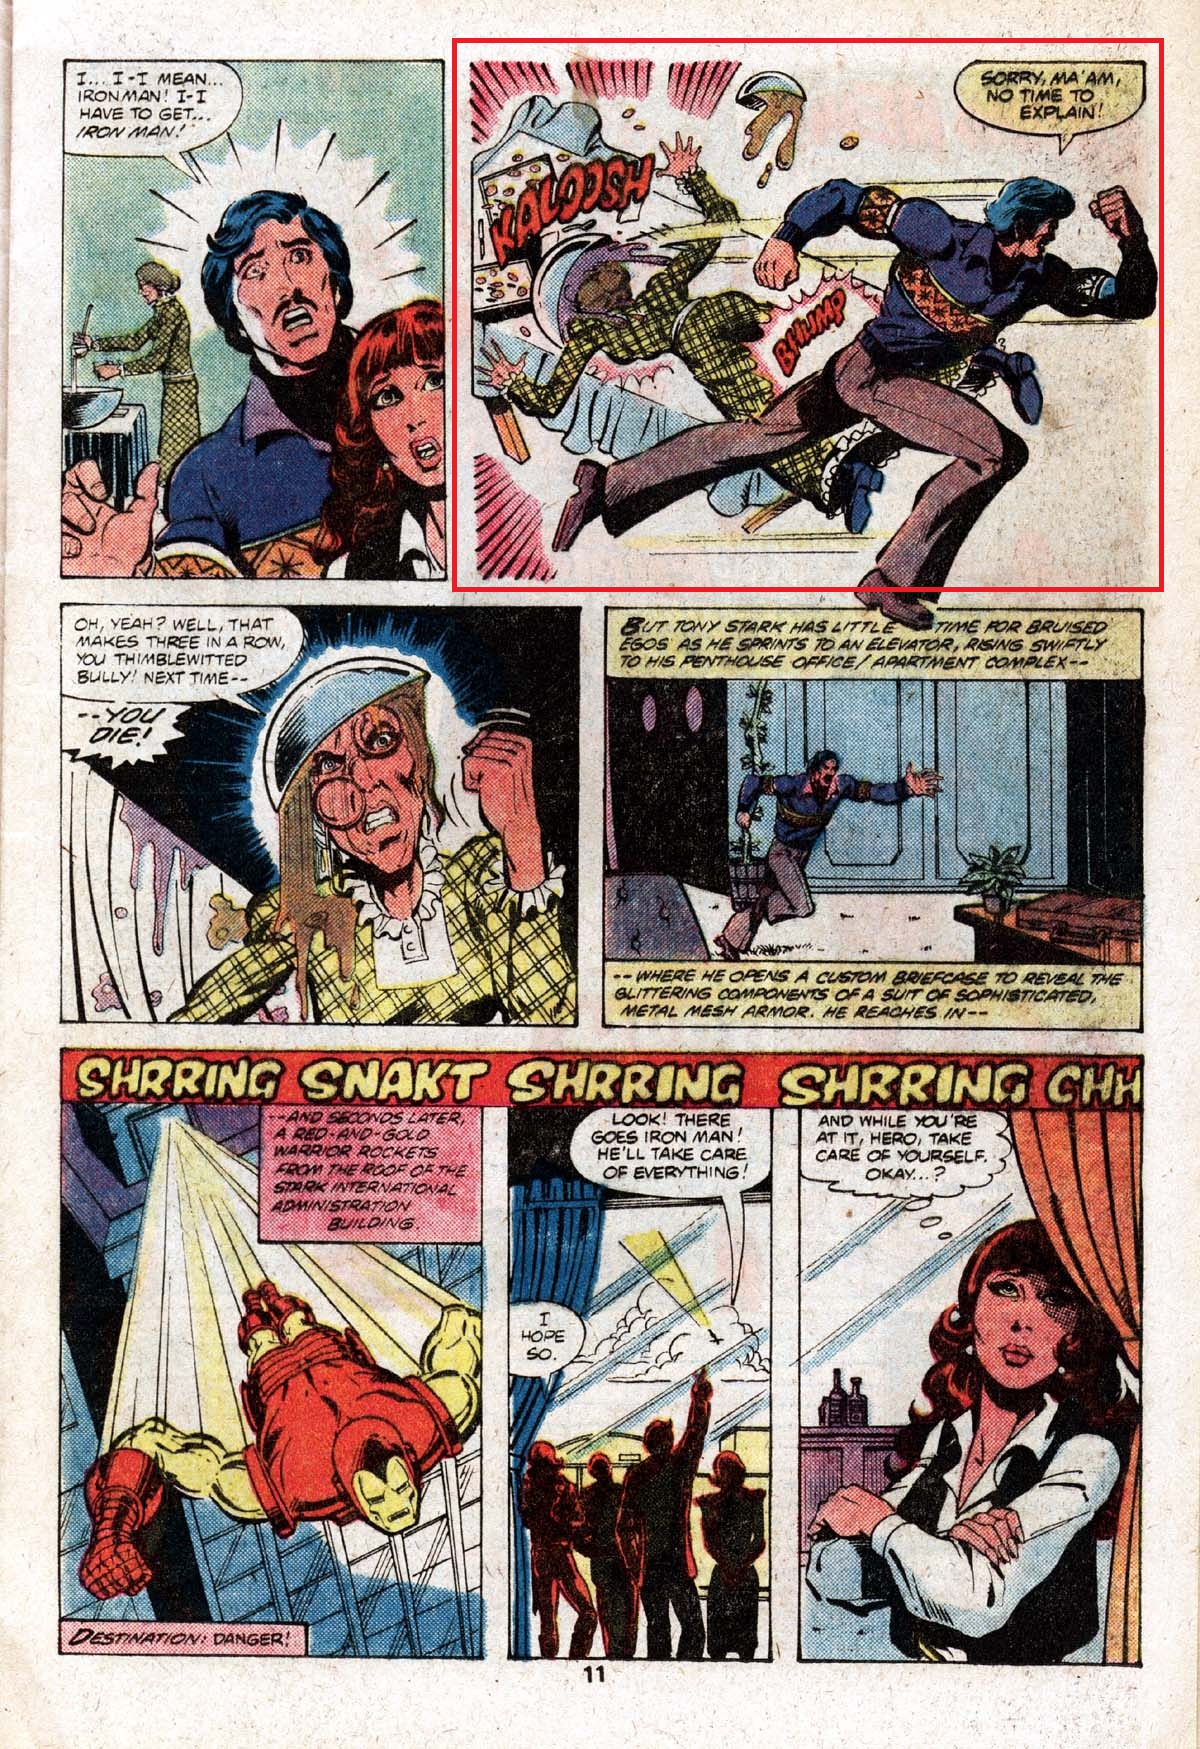 I... I-I MEAN...
IRONMAN! I-I
HAVE TO GET...
IRON MAN!
SORRY, MA'AM,
NO TIME TO
EXPLAIN!
KALOOSH
BHUMP
OH, YEAH? WELL, THAT
MAKES THREE IN A ROW,
YOU THIMBLEWITTED
BULLY! NEXT TIME--
--YOU
DIE!
BUT TONY STARK HAS LITTLE TIME FOR BRUISED
EGOS AS HE SPRINTS TO AN ELEVATOR, RISING SWIFTLY
TO HIS PENTHOUSE OFFICE/APARTMENT COMPLEX--
--WHERE HE OPENS A CUSTOM BRIEFCASE TO REVEAL THE
GLITTERING COMPONENTS OF A SUIT OF SOPHISTICATED,
METAL MESH ARMOR. HE REACHES IN--
SHRRING SNAKT SHRRING SHRRING CHH
--AND SECONDS LATER,
A RED-AND-GOLD
WARRIOR ROCKETS
FROM THE ROOF OF THE
STARK INTERNATIONAL
ADMINISTRATION
BUILDING.
DESTINATION: DANGER!
LOOK! THERE
GOES IRON MAN!
HE'LL TAKE CARE
OF EVERYTHING!
I
HOPE
SO.
AND WHILE YOU'RE
AT IT, HERO, TAKE
CARE OF YOURSELF.
OKAY...?
11